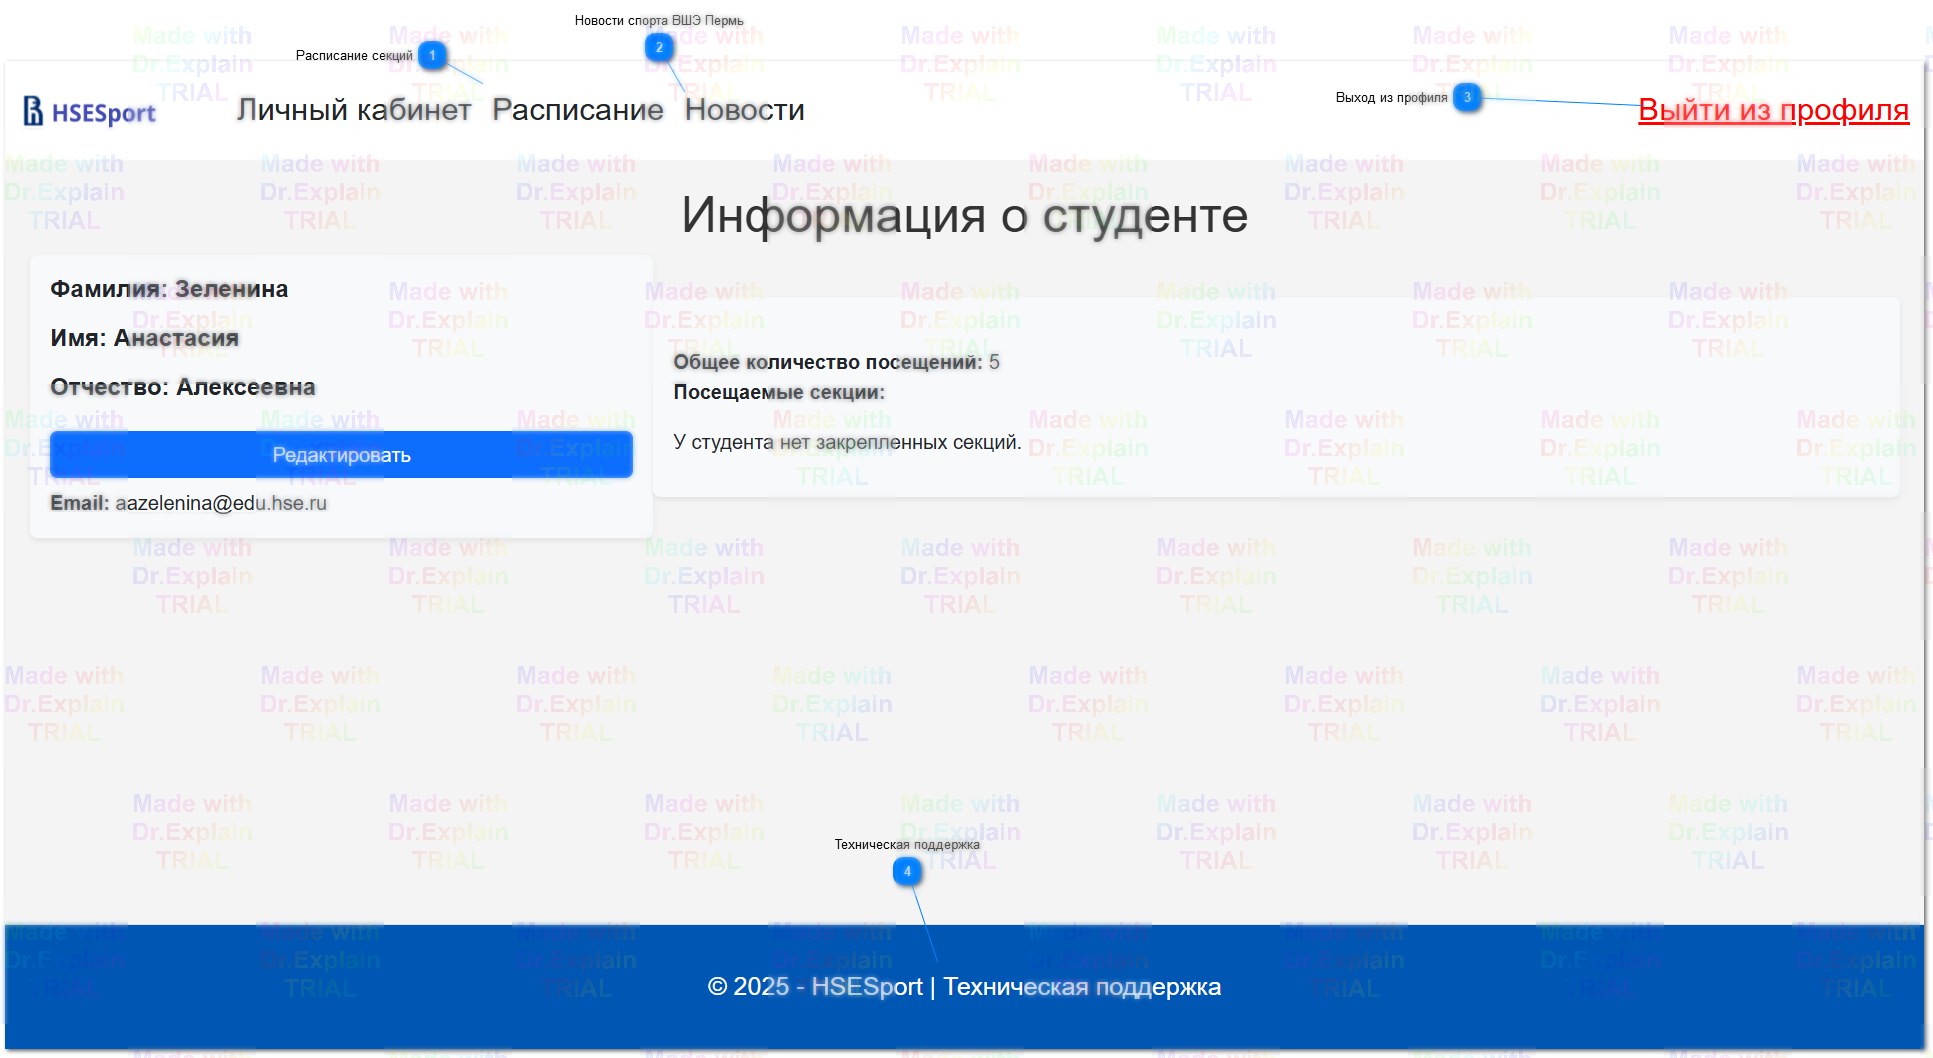 Новости спорта ВШЭ Пермь
2
Расписание секций 1
Выход из профиля 3
HSESport Личный кабинет Расписание Новости Выйти из профиля
Информация о студенте
Фамилия: Зеленина
Имя: Анастасия
Отчество: Алексеевна
Редактировать
Email: aazelenina@edu.hse.ru
Общее количество посещений: 5
Посещаемые секции:
У студента нет закрепленных секций.
Техническая поддержка
4
© 2025 - HSESport | Техническая поддержка
Made with
Dr.Explain
TRIAL